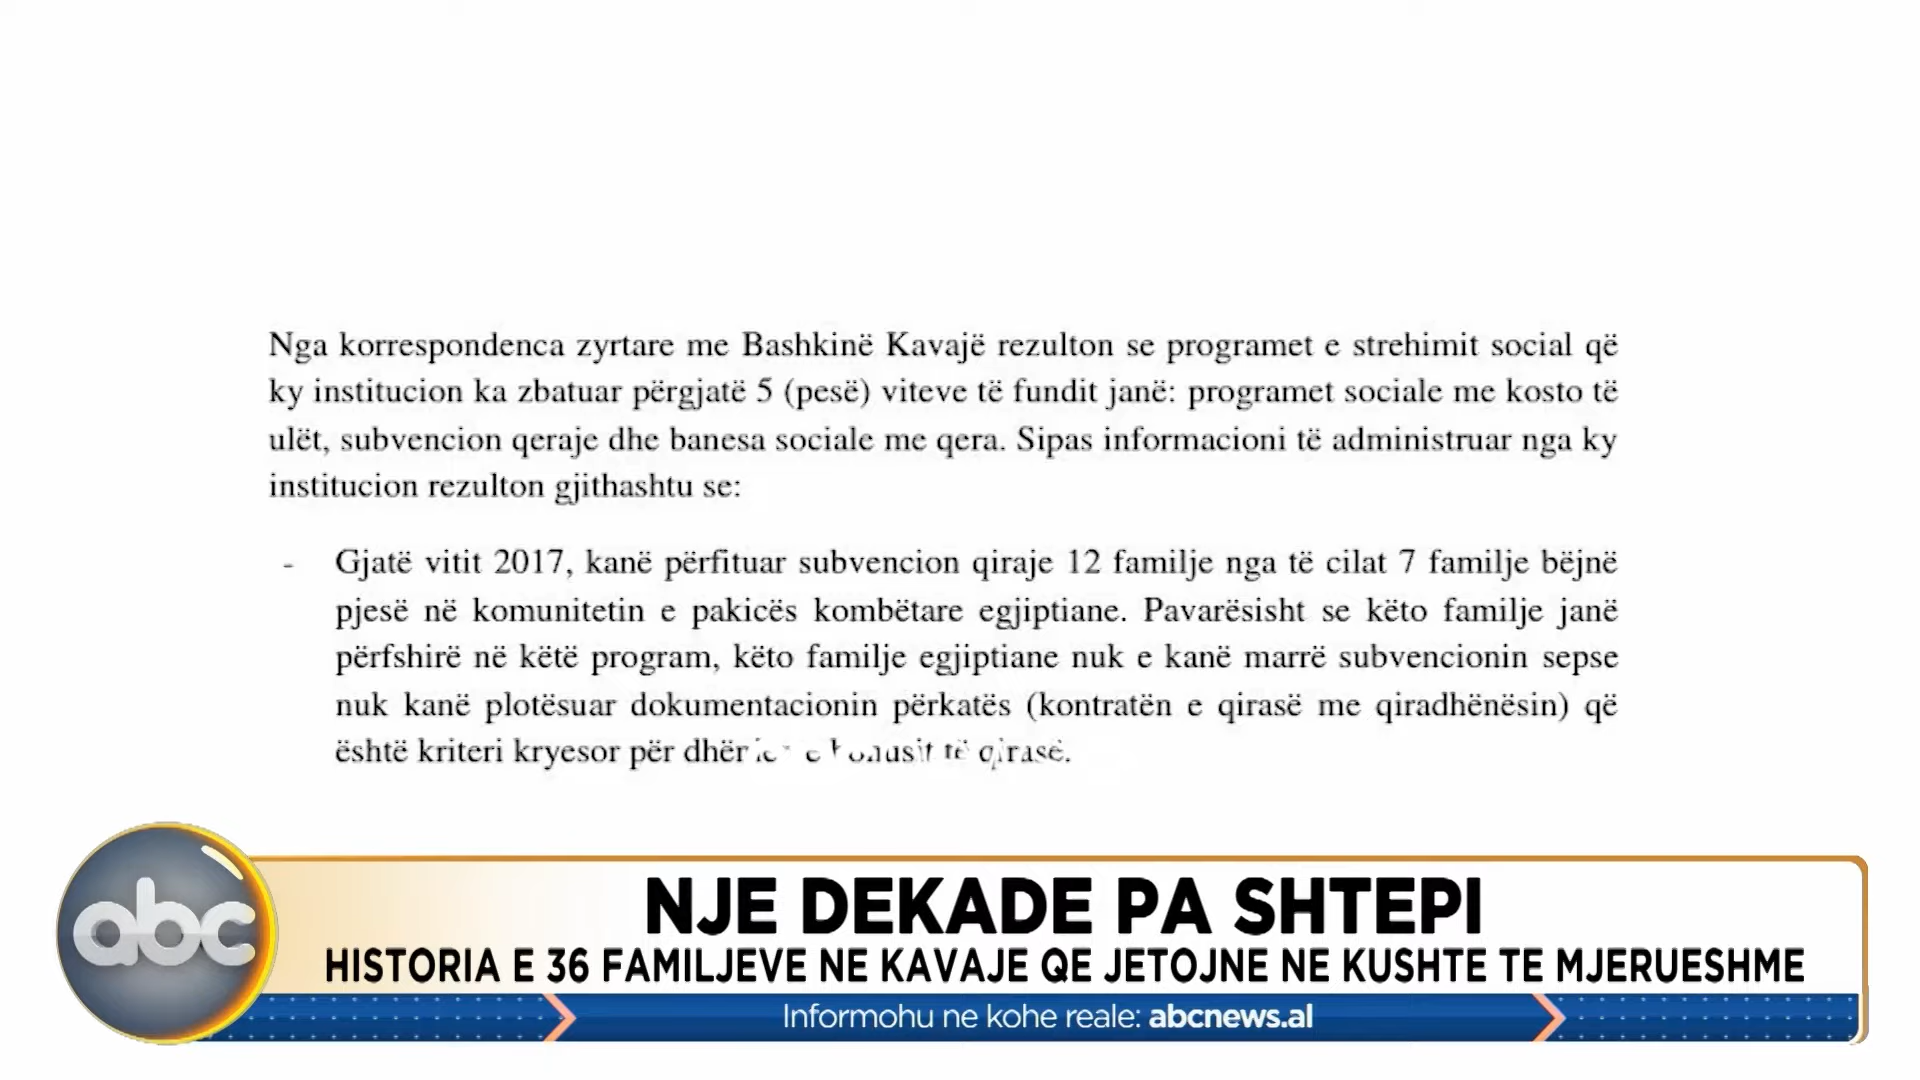 Nga korrespondenca zyrtare me Bashkinë Kavajë rezulton se programet e strehimit social që
ky institucion ka zbatuar përgjatë 5 (pesë) viteve të fundit janë: programet sociale me kosto të
ulët, subvencion qeraje dhe banesa sociale me qera. Sipas informacioni të administruar nga ky
institucion rezulton gjithashtu se:
- Gjatë vitit 2017, kanë përfituar subvencion qiraje 12 familje nga të cilat 7 familje bëjnë
pjesë në komunitetin e pakicës kombëtare egjiptiane. Pavarësisht se këto familje janë
përfshirë në këtë program, këto familje egjiptiane nuk e kanë marrë subvencionin sepse
nuk kanë plotësuar dokumentacionin përkatës (kontratën e qirasë me qiradhënësin) që
është kriteri kryesor për të qirasë.
abc
NJE DEKADE PA SHTEPI
HISTORIA E 36 FAMILJEVE NE KAVAJE QE JETOJNE NE KUSHTE TE MJERUESHME
Informohu ne kohe reale: abcnews.al